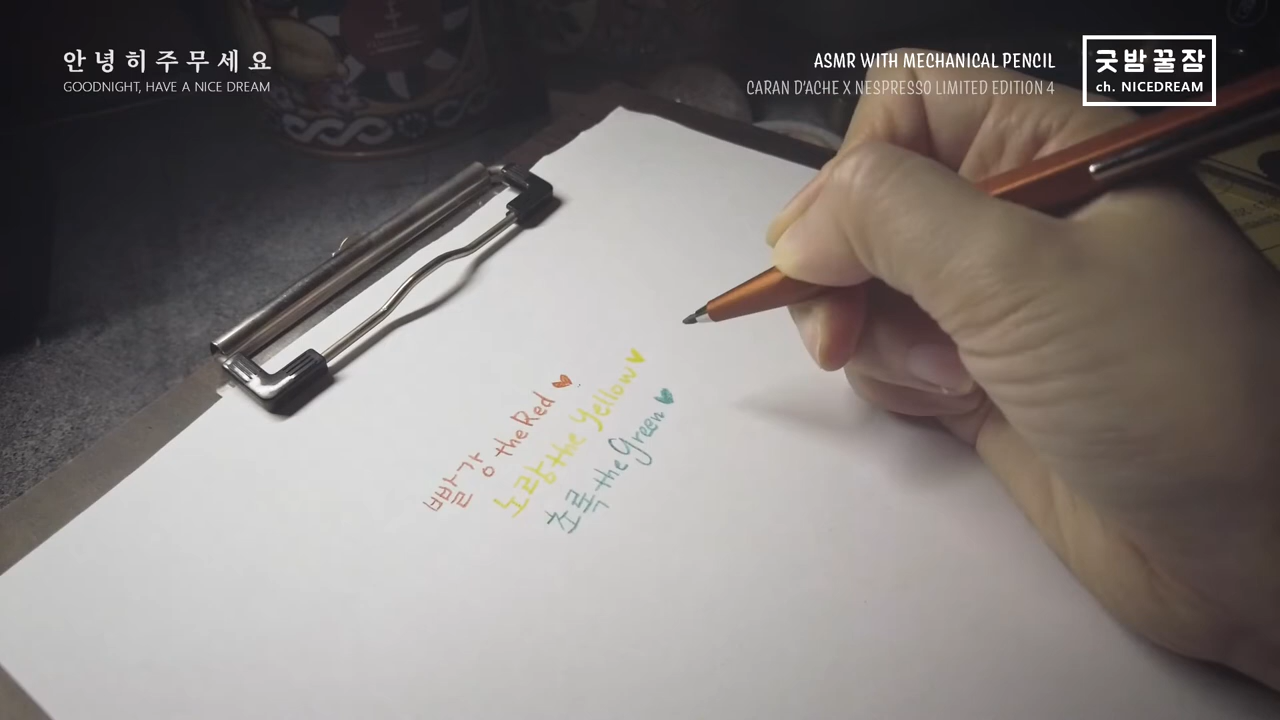 안녕히주무세요
GOODNIGHT, HAVE A NICE DREAM
ASMR WITH MECHANICAL PENCIL
CARAN D'ACHE X NESPRESSO LIMITED EDITION 4
굿밤꿀잠
ch. NICEDREAM
빨강 the Red ♥
노랑 the Yellow ♥
초록 the Green ♥